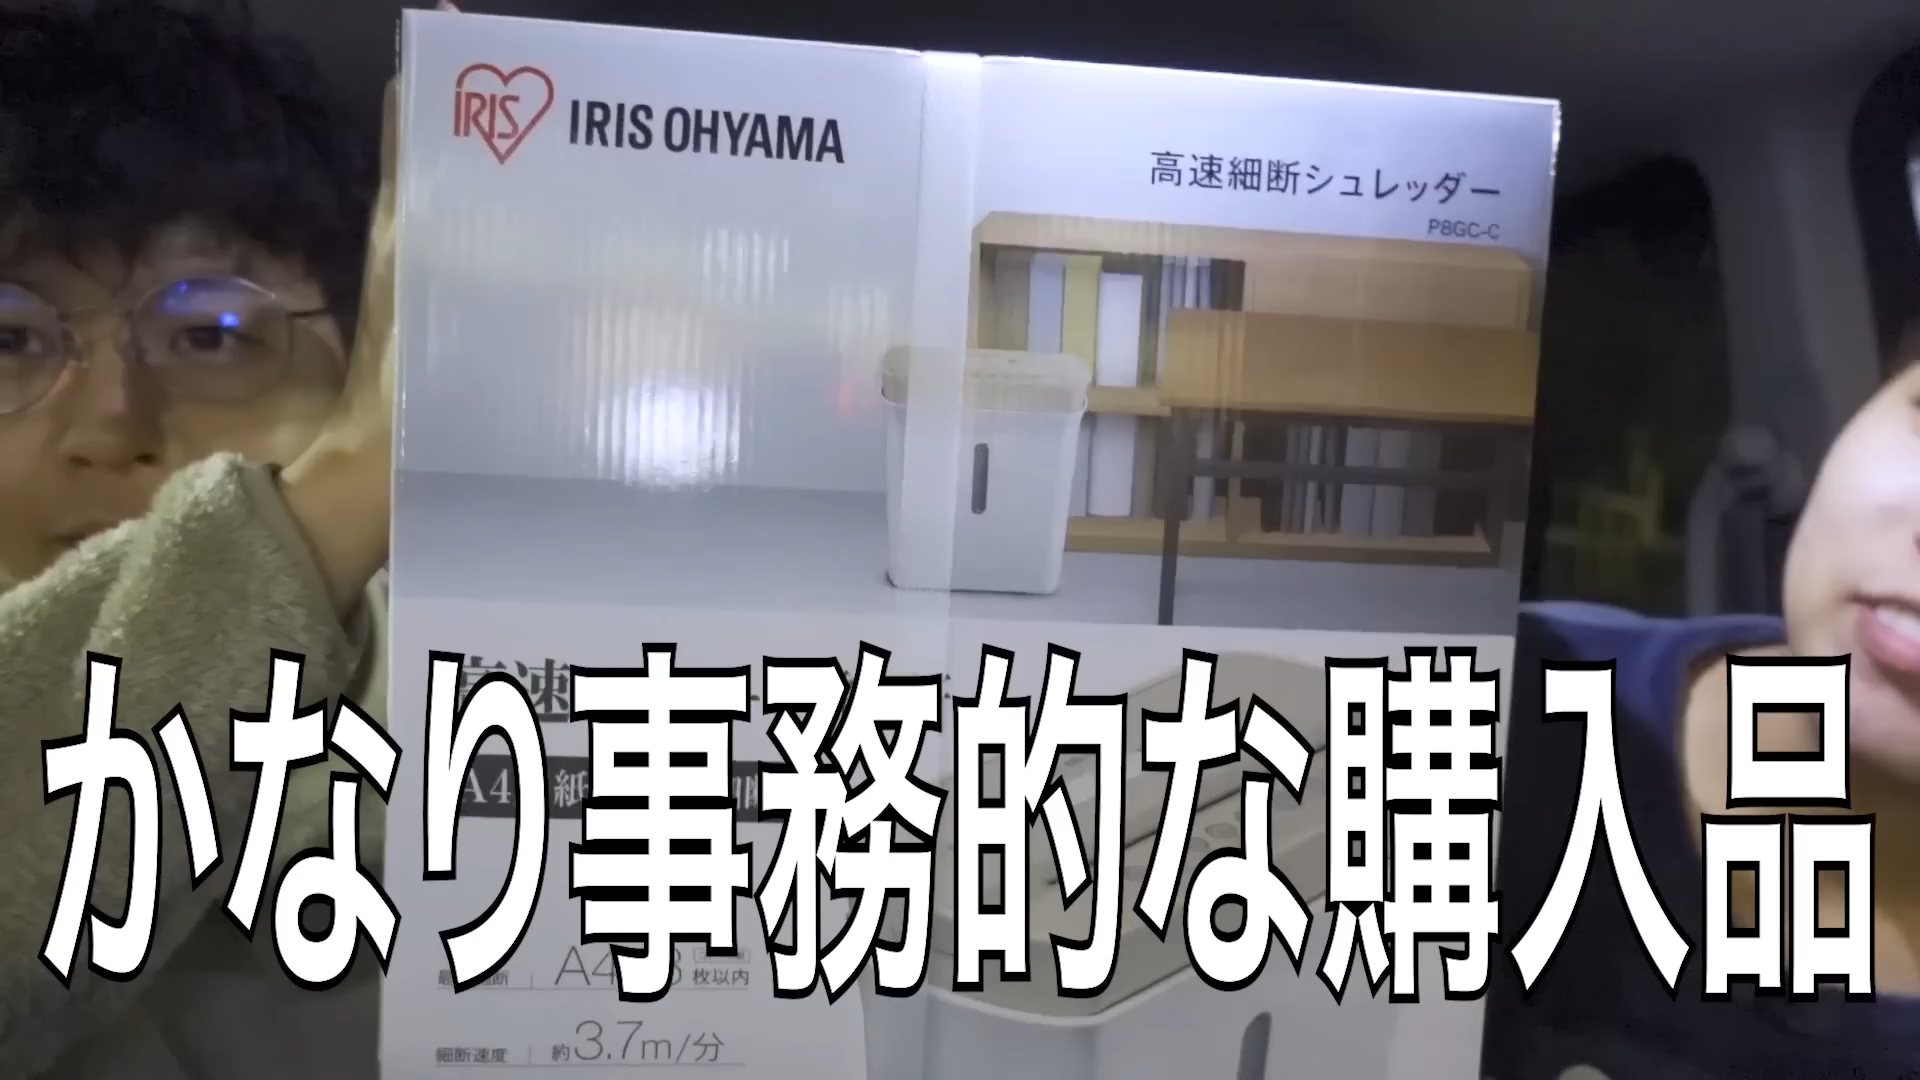 IRIS
IRIS OHYAMA
高速細断シュレッダー
P8GC-C
かなり事務的な購入品
枚以内
細断速度 約3.7m/分